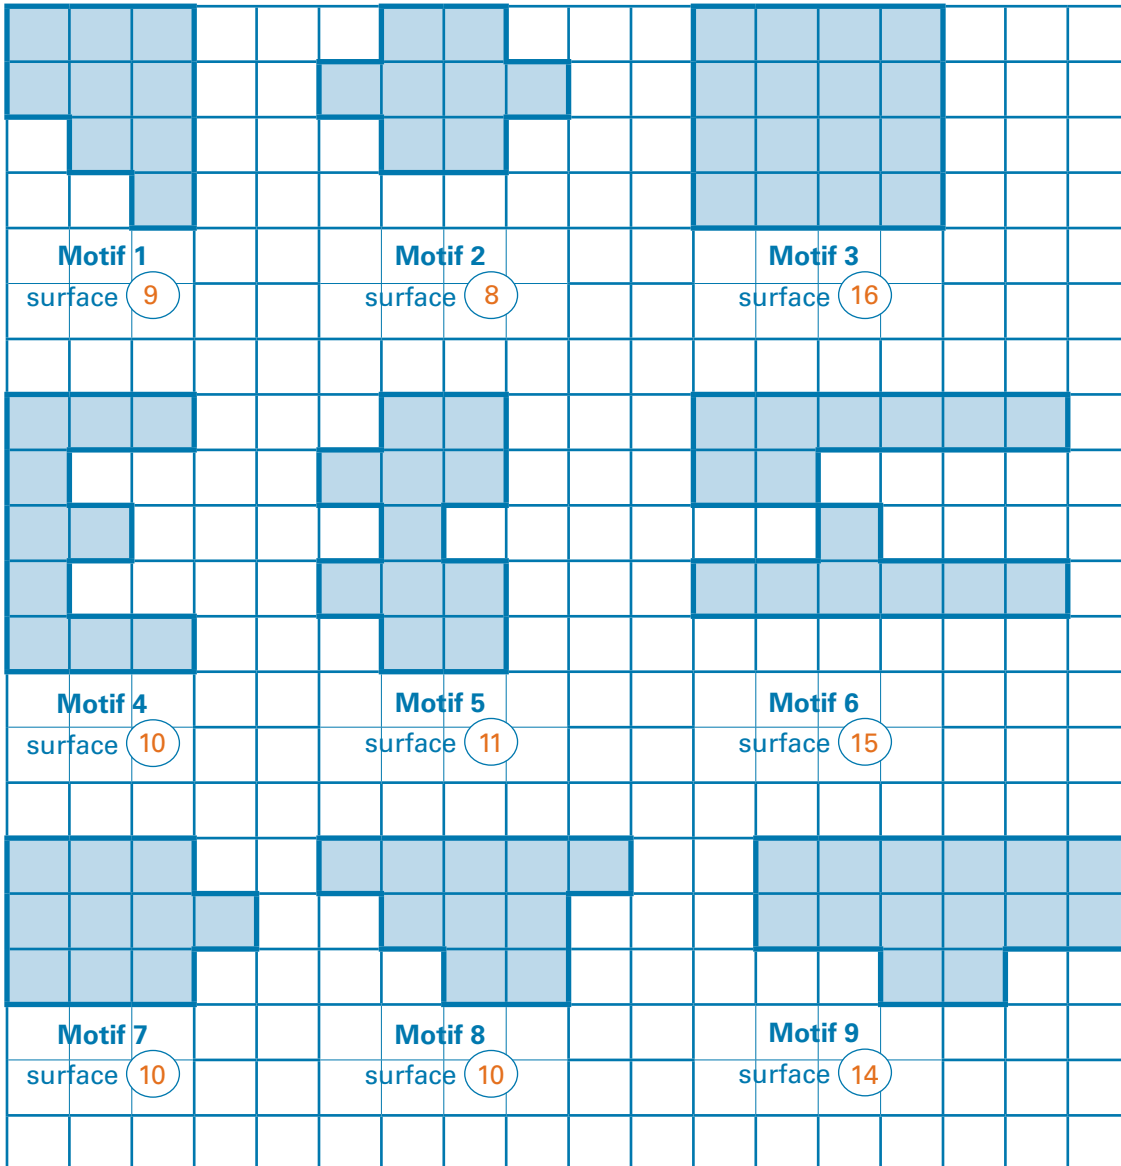 Motif 1
surface 9
Motif 2
surface 8
Motif 3
surface 16
Motif 4
surface 10
Motif 5
surface 11
Motif 6
surface 15
Motif 7
surface 10
Motif 8
surface 10
Motif 9
surface 14